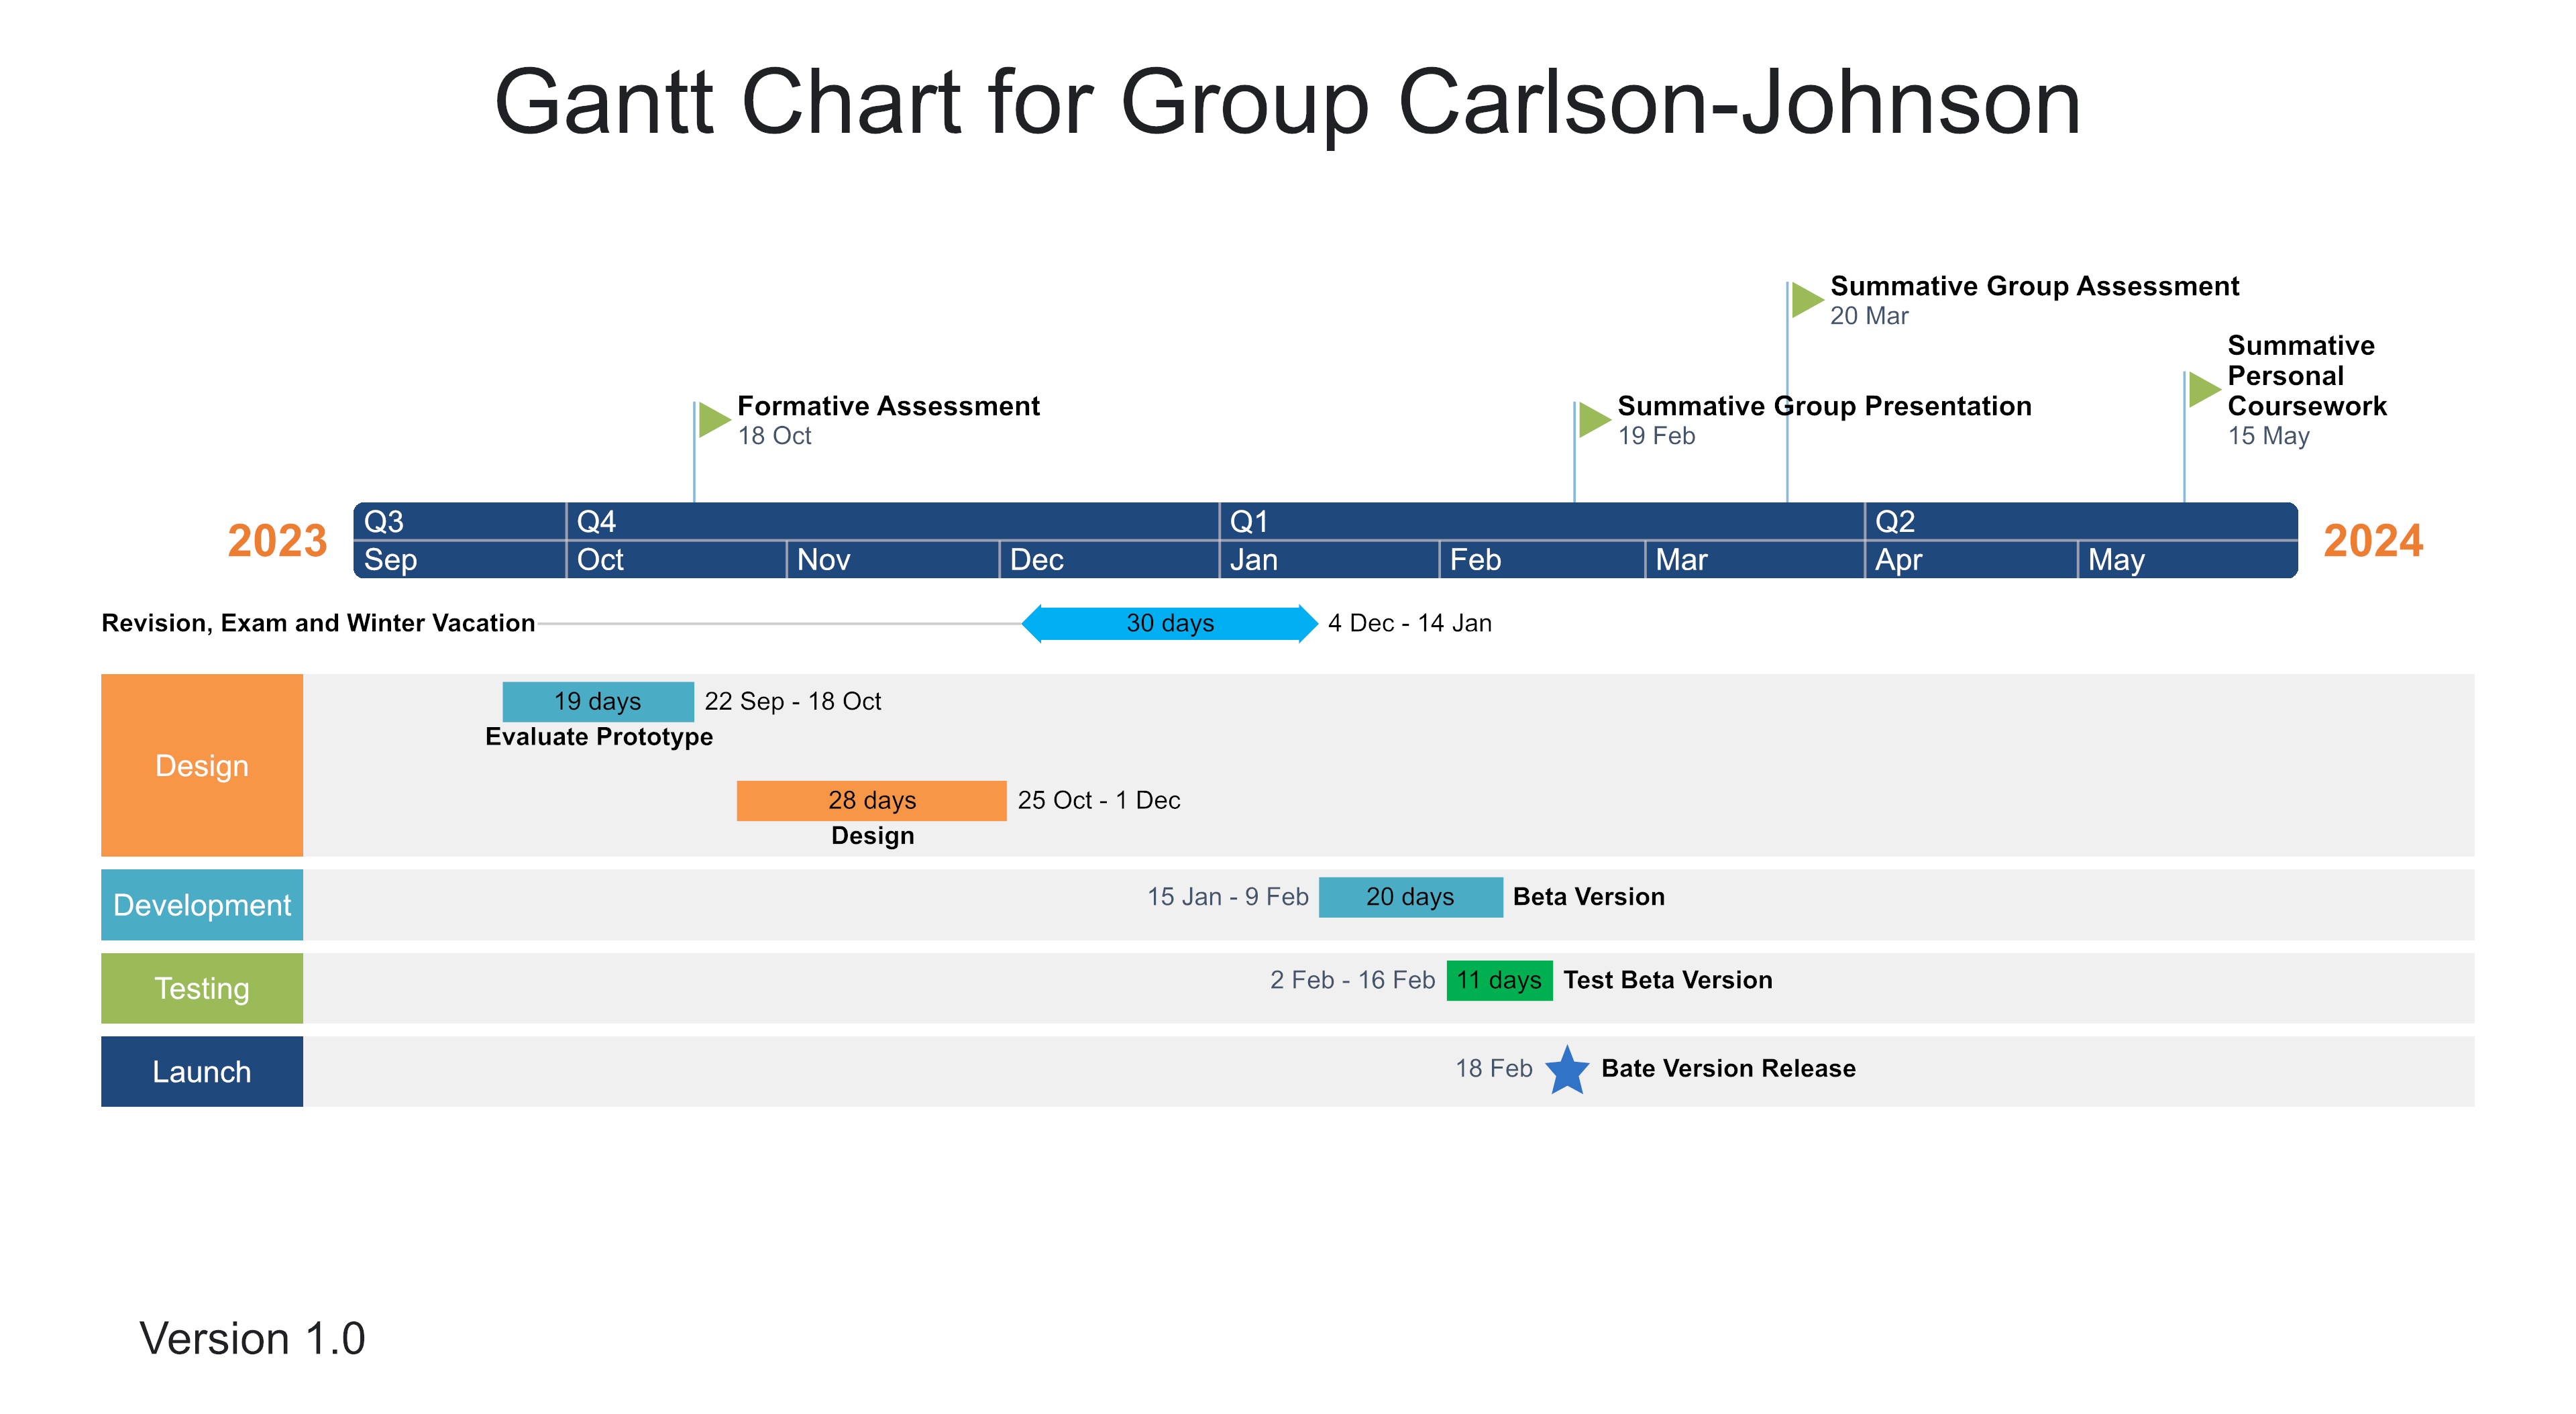 Gantt Chart for Group Carlson-Johnson
Summative Group Assessment
20 Mar
Summative
Personal
Coursework
15 May
Formative Assessment
18 Oct
Summative Group Presentation
19 Feb
2023
Q3 Q4 Q1 Q2
Sep Oct Nov Dec Jan Feb Mar Apr May
2024
Revision, Exam and Winter Vacation 30 days 4 Dec - 14 Jan
Design
19 days 22 Sep - 18 Oct
Evaluate Prototype
28 days 25 Oct - 1 Dec
Design
Development
15 Jan - 9 Feb 20 days Beta Version
Testing
2 Feb - 16 Feb 11 days Test Beta Version
Launch
18 Feb Bate Version Release
Version 1.0